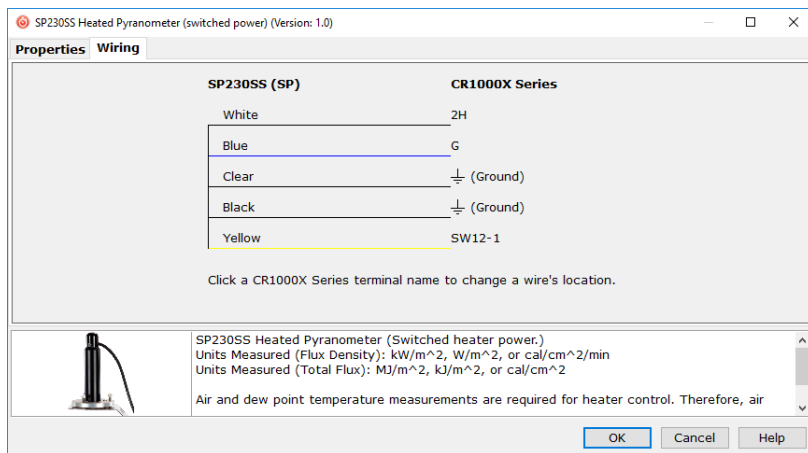 SP230SS Heated Pyranometer (switched power) (Version: 1.0)
Properties Wiring
SP230SS (SP) CR1000X Series
White 2H
Blue G
Clear ⏚ (Ground)
Black ⏚ (Ground)
Yellow SW12-1
Click a CR1000X Series terminal name to change a wire's location.
SP230SS Heated Pyranometer (Switched heater power.)
Units Measured (Flux Density): kW/m^2, W/m^2, or cal/cm^2/min
Units Measured (Total Flux): MJ/m^2, kJ/m^2, or cal/cm^2
Air and dew point temperature measurements are required for heater control. Therefore, air
OK Cancel Help